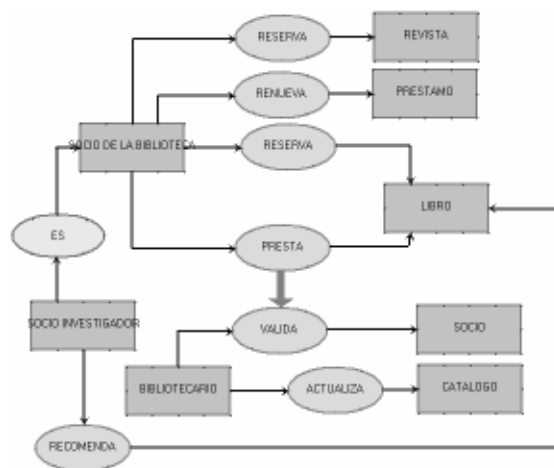 RESERVA
REVISTA
RENUEVA
PRESTAMO
SOCIO DE LA BIBLIOTECA
RESERVA
LIBRO
ES
PRESTA
SOCIO INVESTIGADOR
VALIDA
SOCIO
BIBLIOTECARIO
ACTUALIZA
CATALOGO
RECOMENDA